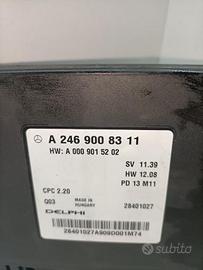 A 246 900 83 11
HW: A 000 901 52 02
SV 11.39
HW 12.08
PD 13 M11
CPC 2.20
Q03
MADE IN
HUNGARY
28401027
DELPHI
28401027A909D001M74
subito